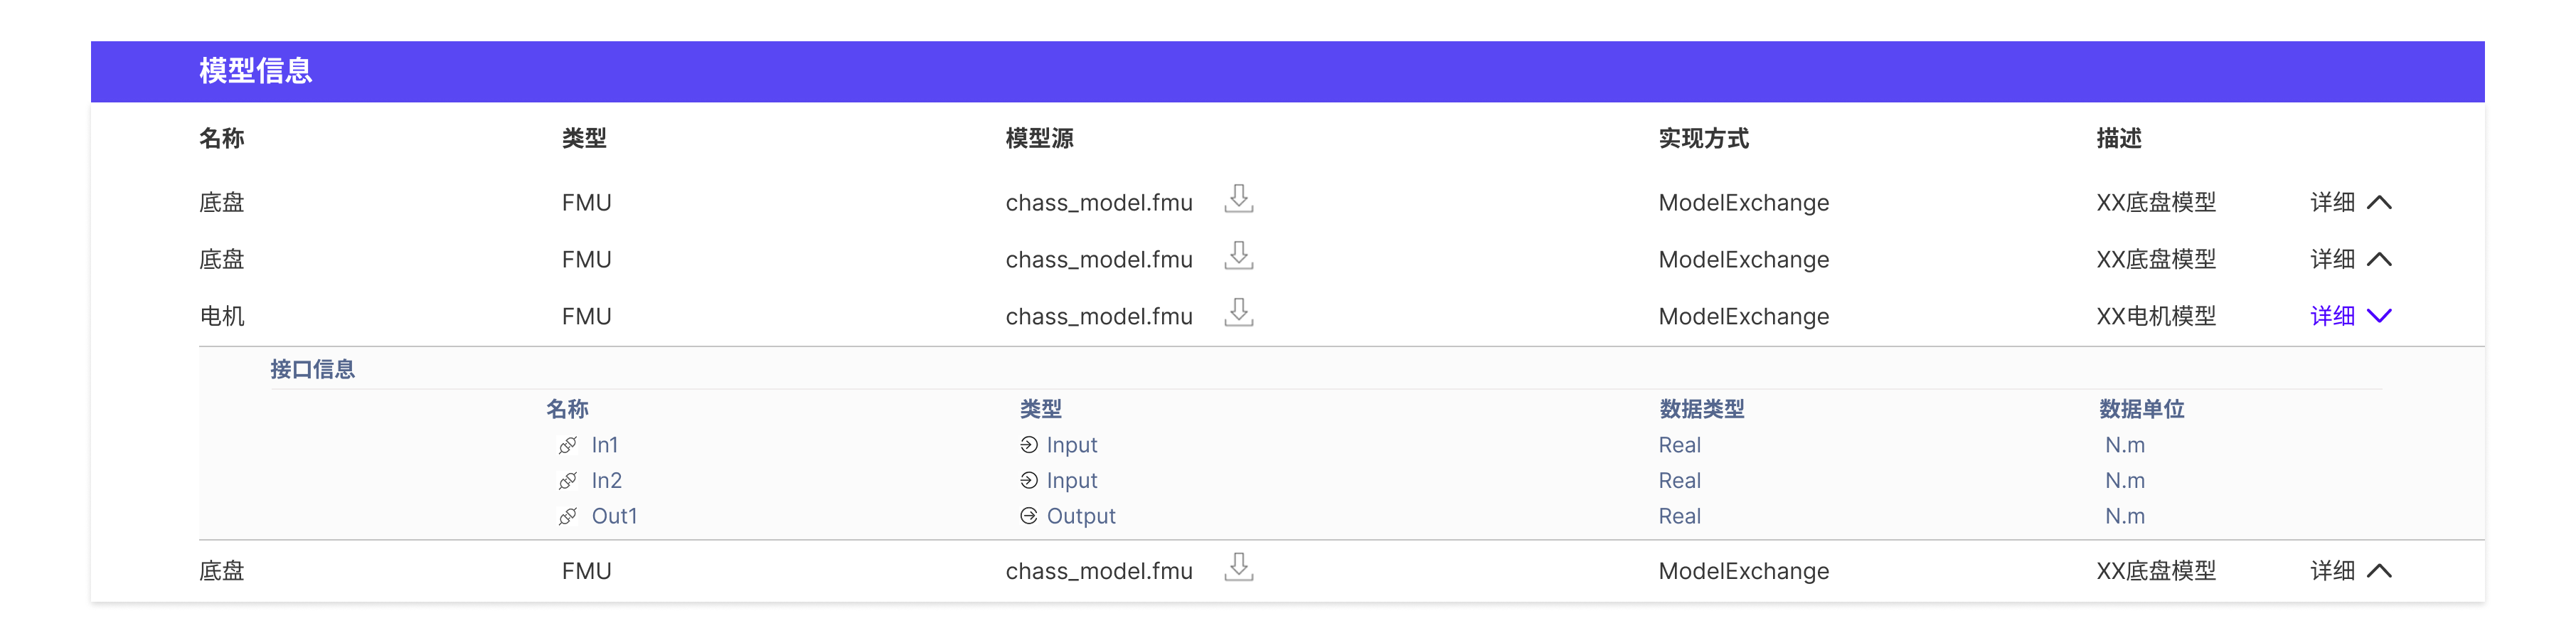 模型信息
名称 类型 模型源 实现方式 描述
底盘 FMU chass_model.fmu ModelExchange XX底盘模型 详细
底盘 FMU chass_model.fmu ModelExchange XX底盘模型 详细
电机 FMU chass_model.fmu ModelExchange XX电机模型 详细
接口信息
名称 类型 数据类型 数据单位
In1 Input Real N.m
In2 Input Real N.m
Out1 Output Real N.m
底盘 FMU chass_model.fmu ModelExchange XX底盘模型 详细